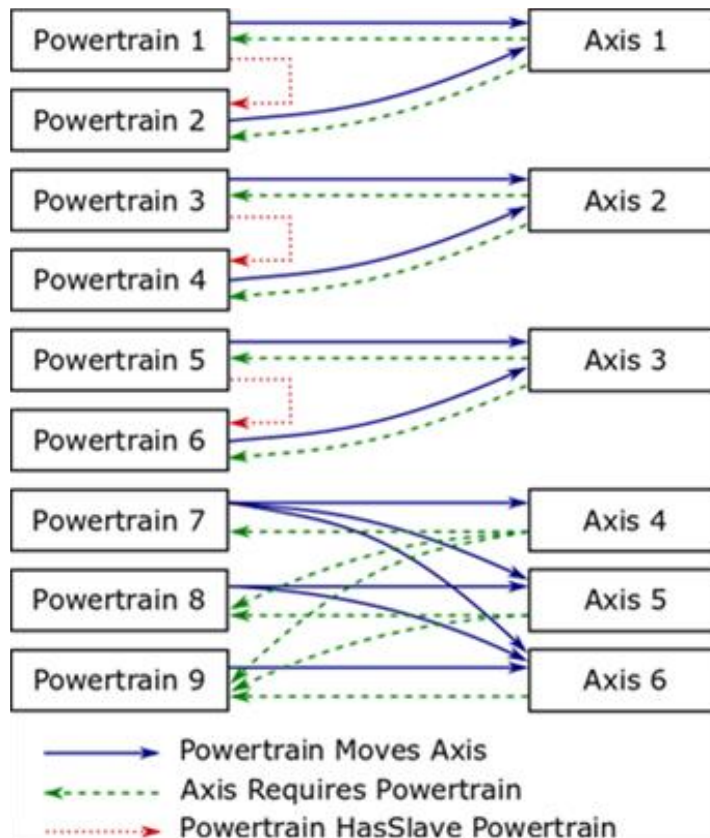 Powertrain 1
Axis 1
Powertrain 2
Powertrain 3
Axis 2
Powertrain 4
Powertrain 5
Axis 3
Powertrain 6
Powertrain 7
Axis 4
Powertrain 8
Axis 5
Powertrain 9
Axis 6
Powertrain Moves Axis
Axis Requires Powertrain
Powertrain HasSlave Powertrain